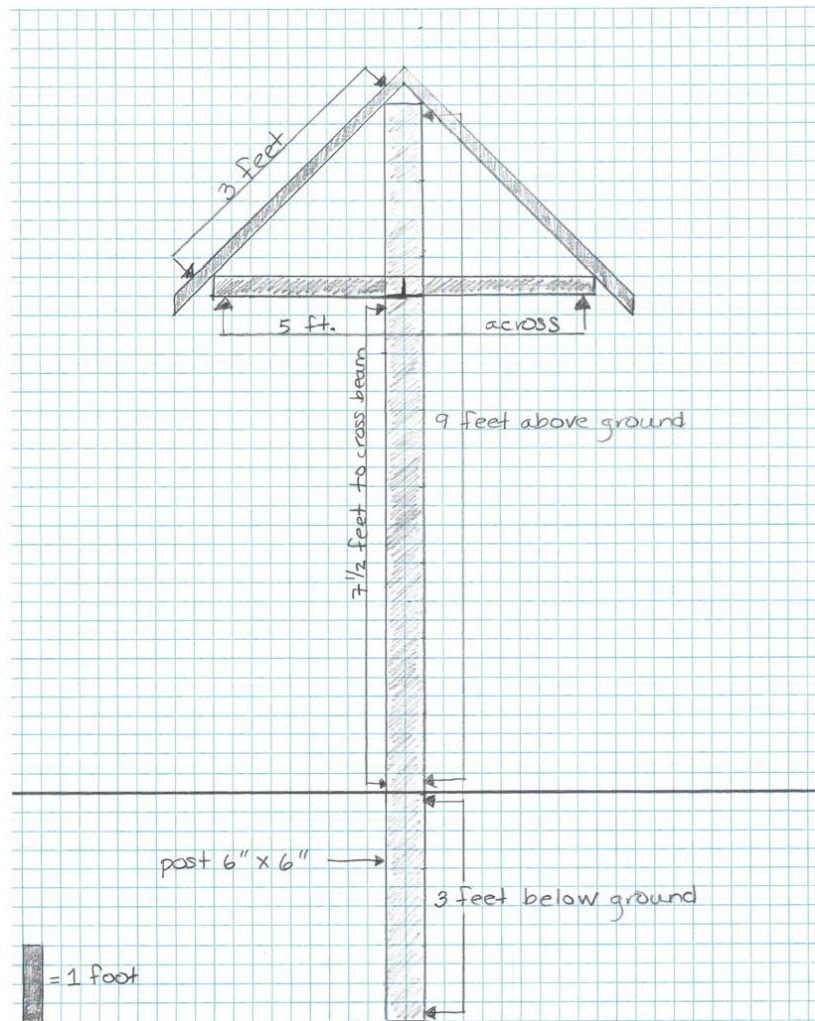 3 feet
5 ft. across
7 1/2 feet to cross beam
9 feet above ground
post 6" x 6"
3 feet below ground
= 1 foot